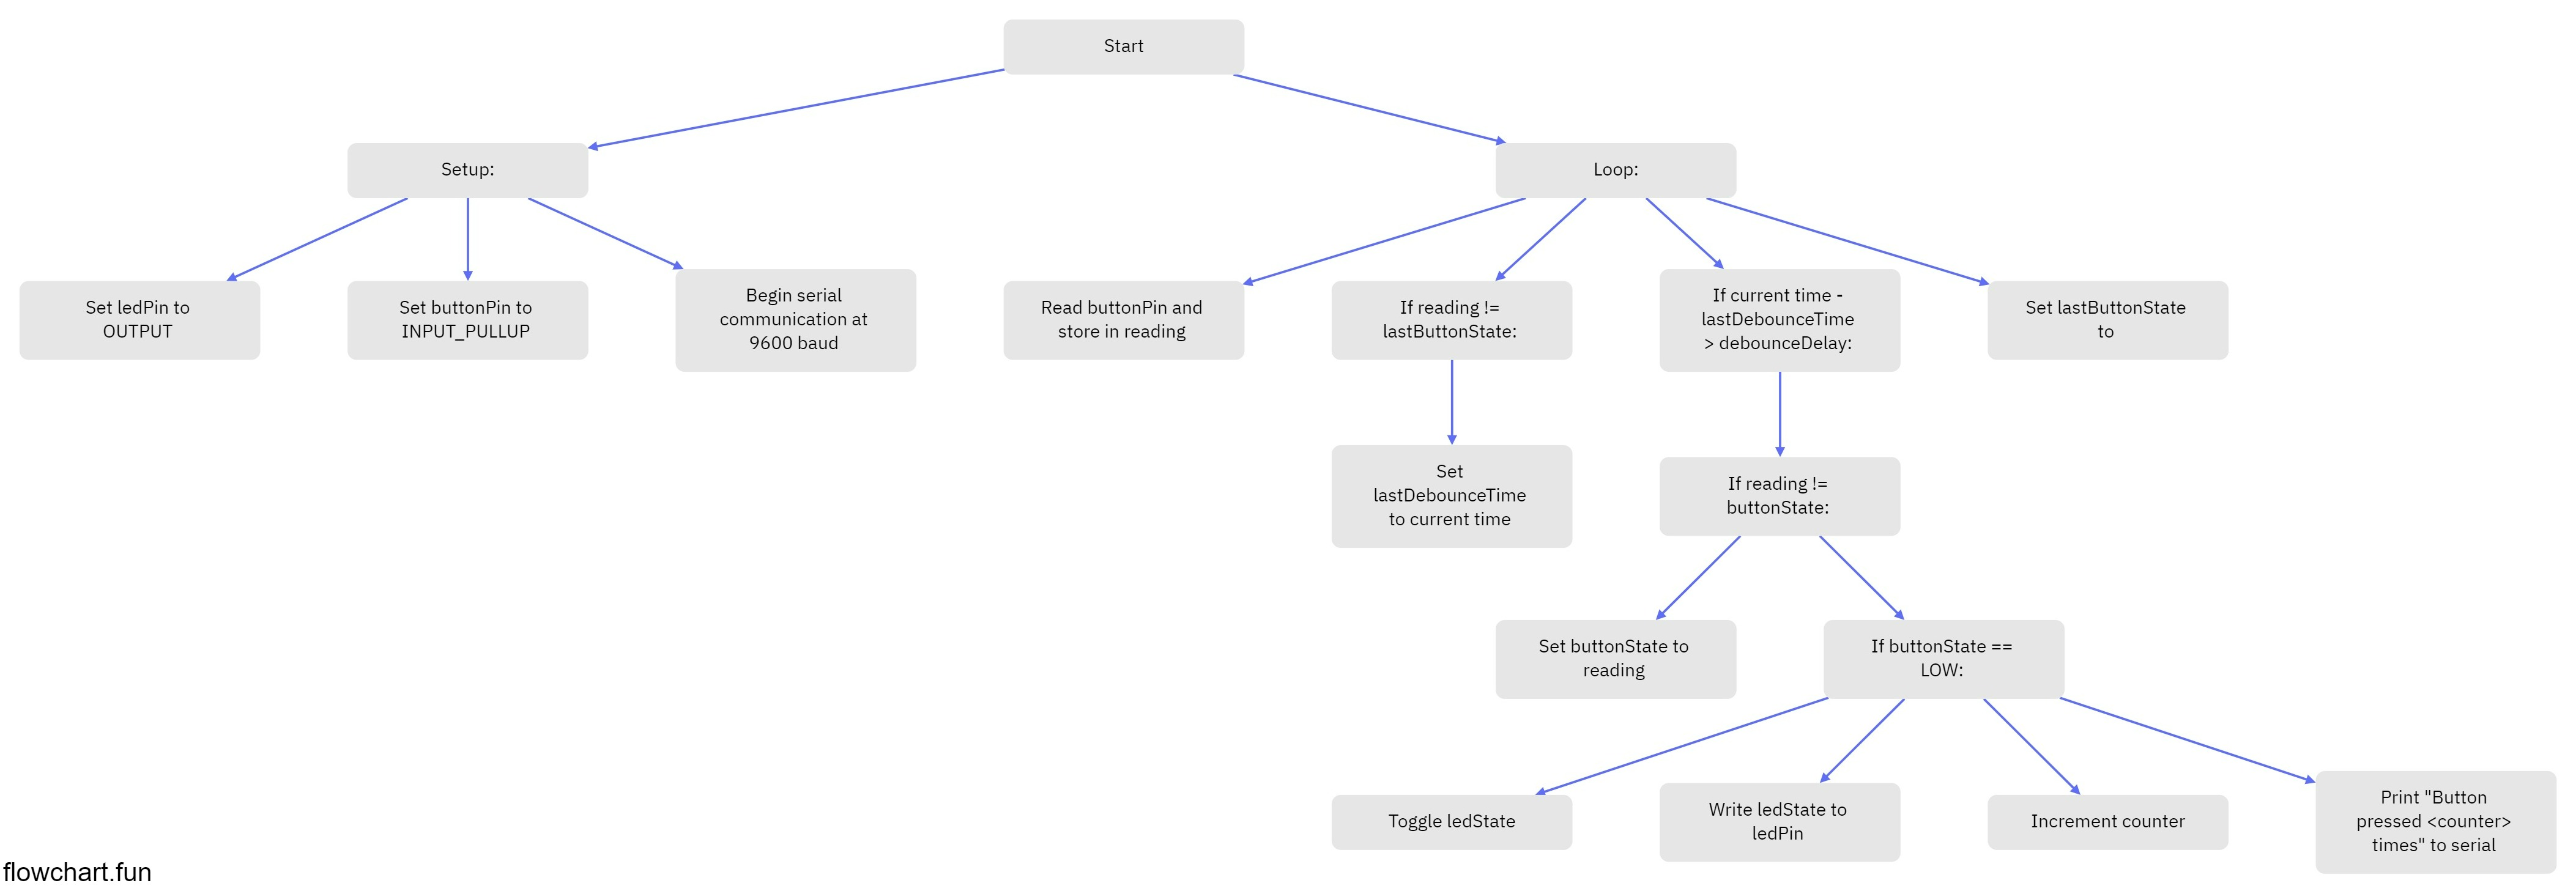 Start
Setup:
Loop:
Set ledPin to
OUTPUT
Set buttonPin to
INPUT_PULLUP
Begin serial
communication at
9600 baud
Read buttonPin and
store in reading
If reading !=
lastButtonState:
If current time -
lastDebounceTime
> debounceDelay:
Set lastButtonState
to
Set
lastDebounceTime
to current time
If reading !=
buttonState:
Set buttonState to
reading
If buttonState ==
LOW:
Toggle ledState
Write ledState to
ledPin
Increment counter
Print "Button
pressed <counter>
times" to serial
flowchart.fun